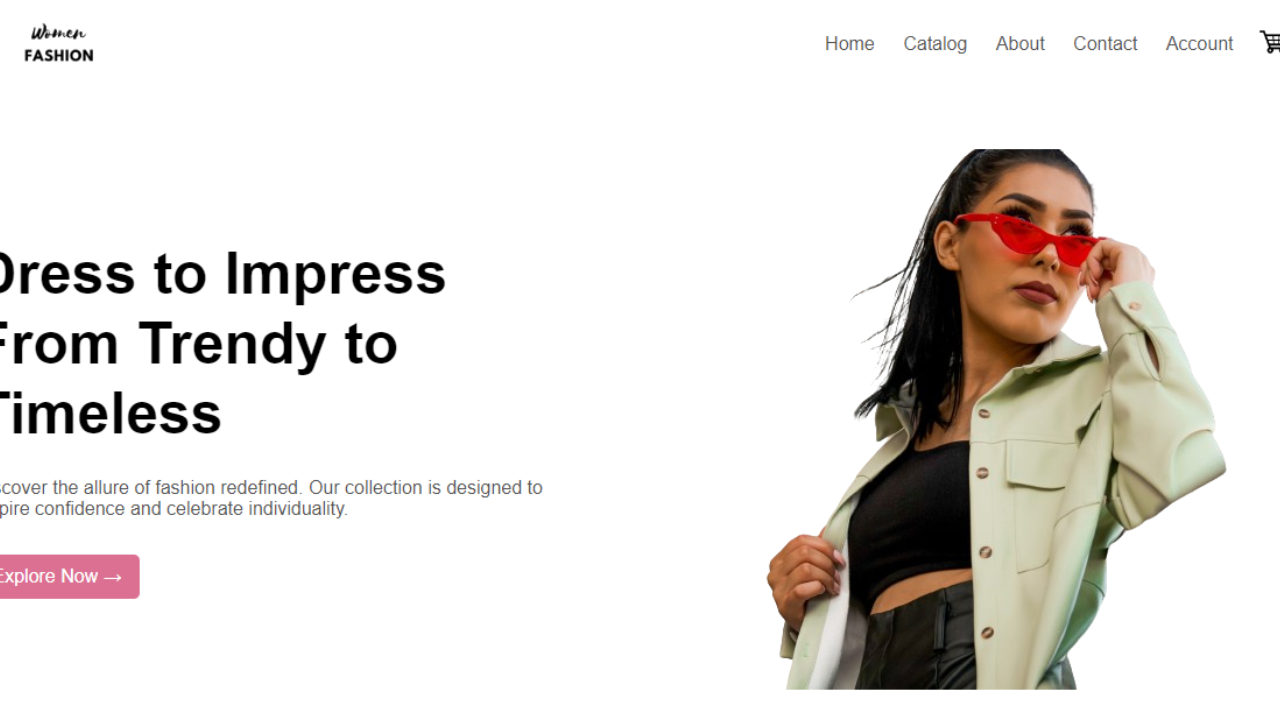 Women
FASHION
Home Catalog About Contact Account
Dress to Impress
From Trendy to
Timeless
scover the allure of fashion redefined. Our collection is designed to
pire confidence and celebrate individuality.
Explore Now →